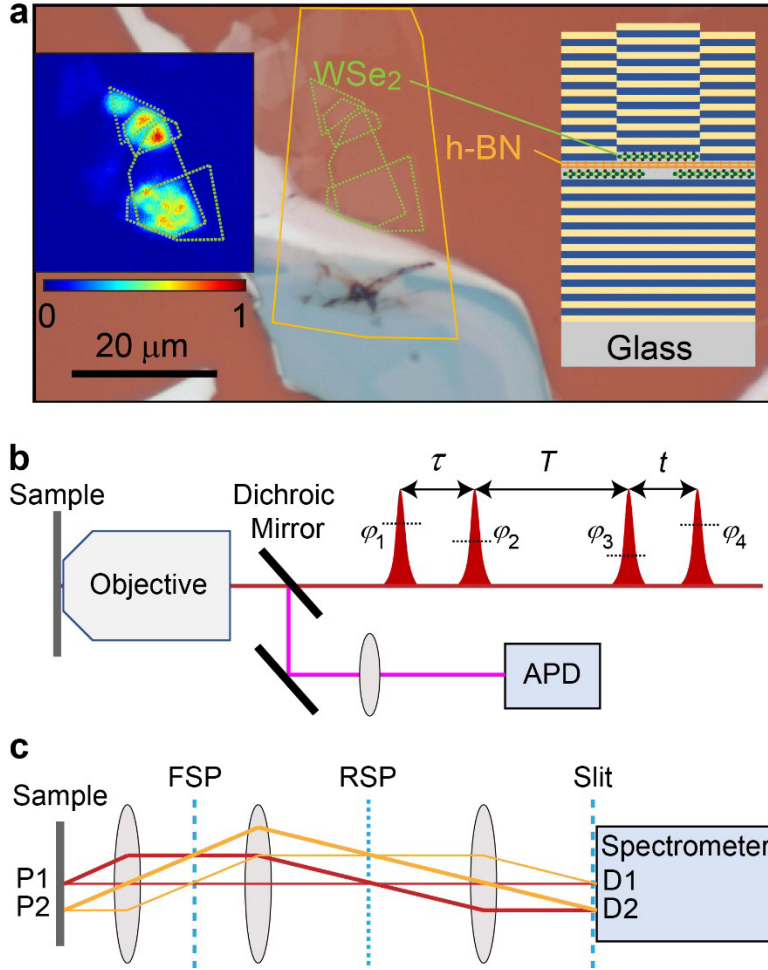 a
WSe2
h-BN
0 1
20 μm
Glass
b
Sample
Dichroic
Mirror
τ T t
φ1 φ2 φ3 φ4
Objective
APD
c
Sample
FSP RSP Slit
Spectrometer
P1 D1
P2 D2